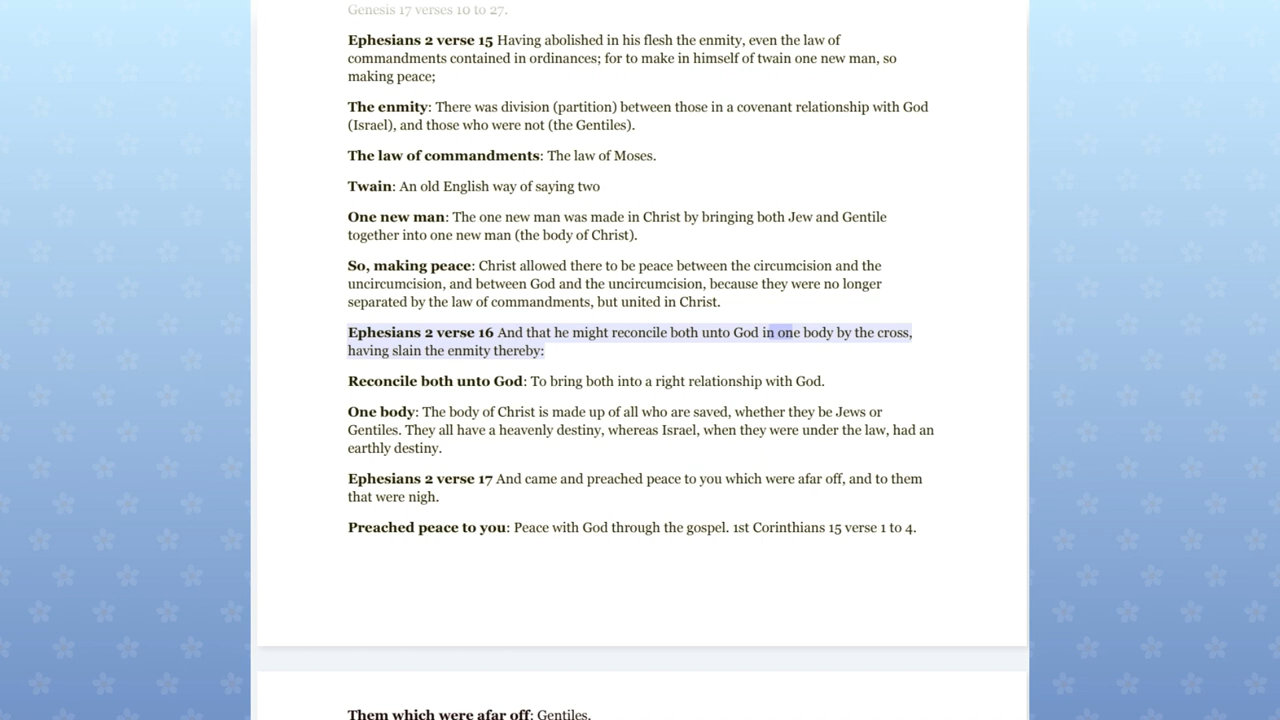 Genesis 17 verses 10 to 27.
Ephesians 2 verse 15 Having abolished in his flesh the enmity, even the law of
commandments contained in ordinances; for to make in himself of twain one new man, so
making peace;
The enmity: There was division (partition) between those in a covenant relationship with God
(Israel), and those who were not (the Gentiles).
The law of commandments: The law of Moses.
Twain: An old English way of saying two
One new man: The one new man was made in Christ by bringing both Jew and Gentile
together into one new man (the body of Christ).
So, making peace: Christ allowed there to be peace between the circumcision and the
uncircumcision, and between God and the uncircumcision, because they were no longer
separated by the law of commandments, but united in Christ.
Ephesians 2 verse 16 And that he might reconcile both unto God in one body by the cross,
having slain the enmity thereby:
Reconcile both unto God: To bring both into a right relationship with God.
One body: The body of Christ is made up of all who are saved, whether they be Jews or
Gentiles. They all have a heavenly destiny, whereas Israel, when they were under the law, had an
earthly destiny.
Ephesians 2 verse 17 And came and preached peace to you which were afar off, and to them
that were nigh.
Preached peace to you: Peace with God through the gospel. 1st Corinthians 15 verse 1 to 4.
Them which were afar off: Gentiles.